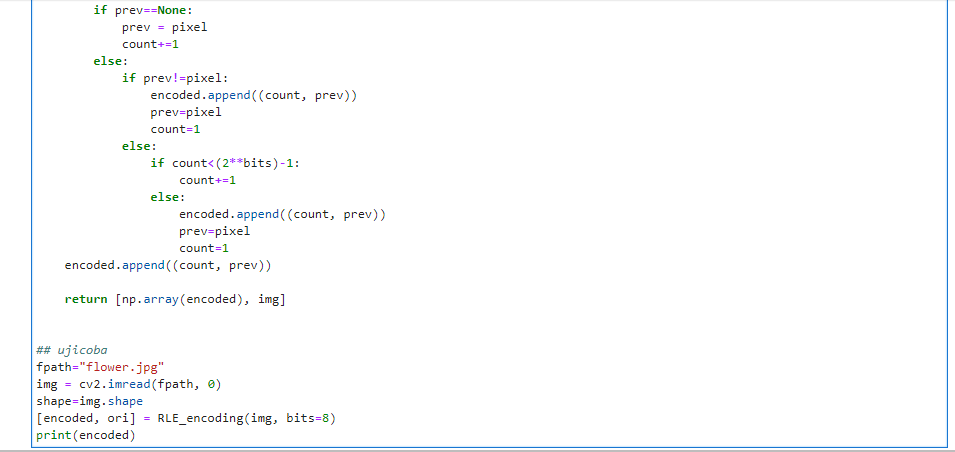 if prev==None:
prev = pixel
count+=1
else:
if prev!=pixel:
encoded.append((count, prev))
prev=pixel
count=1
else:
if count<(2**bits)-1:
count+=1
else:
encoded.append((count, prev))
prev=pixel
count=1
encoded.append((count, prev))
return [np.array(encoded), img]
## ujicoba
fpath="flower.jpg"
img = cv2.imread(fpath, 0)
shape=img.shape
[encoded, ori] = RLE_encoding(img, bits=8)
print(encoded)